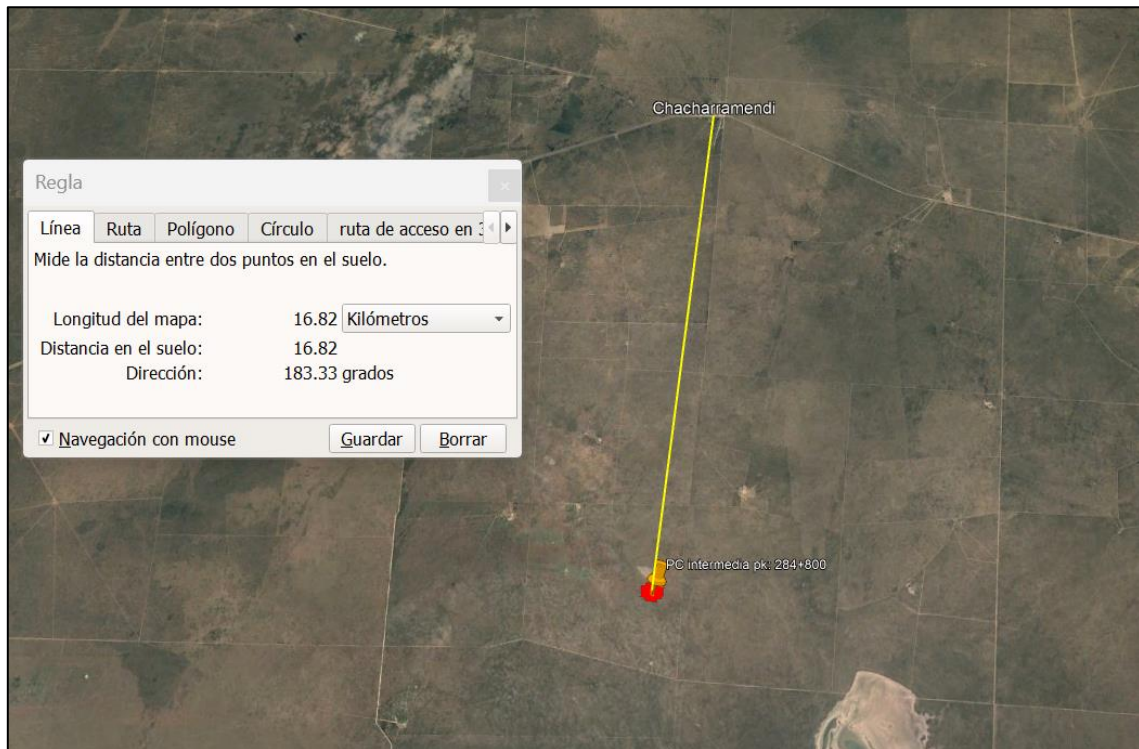 Chacharramendi
Regla
Línea Ruta Polígono Círculo ruta de acceso en 3
Mide la distancia entre dos puntos en el suelo.
Longitud del mapa: 16.82 Kilómetros
Distancia en el suelo: 16.82
Dirección: 183.33 grados
Navegación con mouse Guardar Borrar
PC intermedia pk: 284+800